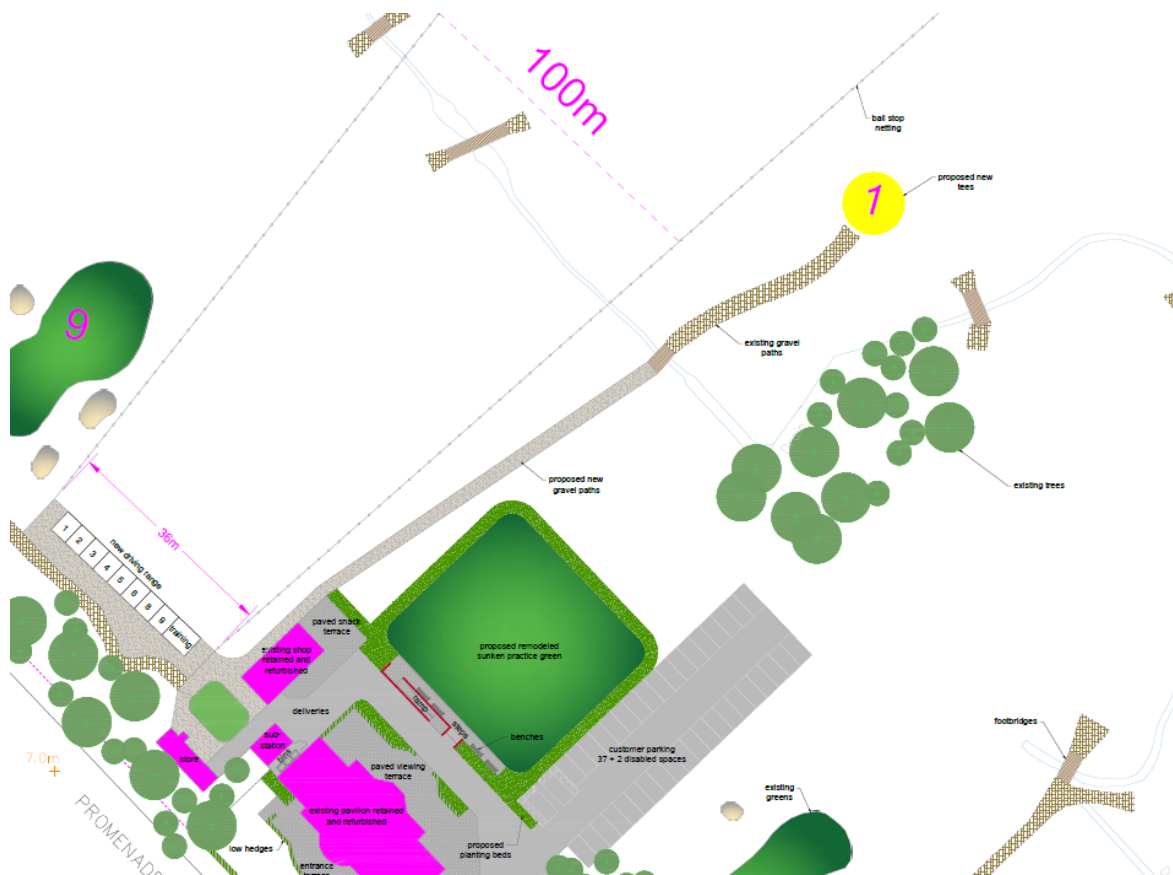 100m
ball stop
netting
proposed new
tees
1
9
existing gravel
paths
existing trees
proposed new
gravel paths
36m
new driving range
1
2
3
4
5
6
8
9
training
paved snack
terrace
existing shop
retained and
refurbished
proposed remodeled
sunken practice green
deliveries
ramp
steps
benches
sub-
station
bins
store
paved viewing
terrace
customer parking
37 + 2 disabled spaces
footbridges
7.0m
existing
greens
existing pavilion retained
and refurbished
PROMENADE
low hedges
proposed
planting beds
entrance
terrace